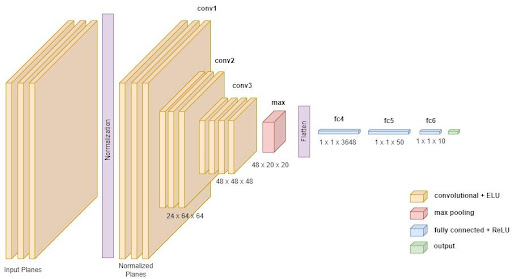 conv1
conv2
conv3
max
fc4
fc5
fc6
Normalization
Flatten
1 x 1 x 3648
1 x 1 x 50
1 x 1 x 10
48 x 20 x 20
48 x 48 x 48
24 x 64 x 64
Input Planes
Normalized
Planes
convolutional + ELU
max pooling
fully connected + ReLU
output